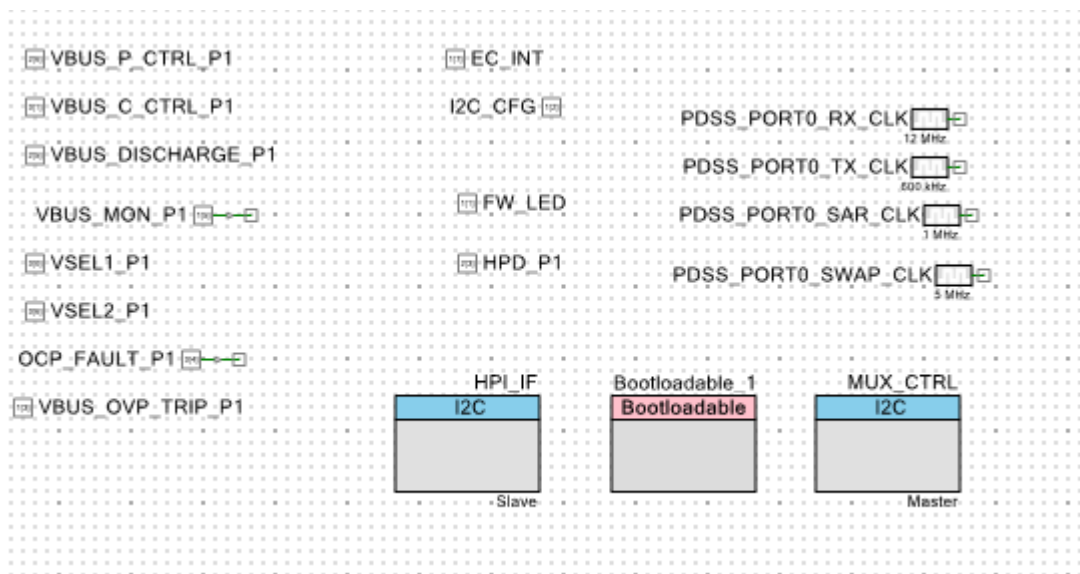 VBUS_P_CTRL_P1
EC_INT
VBUS_C_CTRL_P1
I2C_CFG
PDSS_PORT0_RX_CLK
12 MHz
VBUS_DISCHARGE_P1
PDSS_PORT0_TX_CLK
600 kHz
VBUS_MON_P1
FW_LED
PDSS_PORT0_SAR_CLK
1 MHz
VSEL1_P1
HPD_P1
PDSS_PORT0_SWAP_CLK
5 MHz
VSEL2_P1
OCP_FAULT_P1
VBUS_OVP_TRIP_P1
HPI_IF
I2C
Slave
Bootloadable_1
Bootloadable
MUX_CTRL
I2C
Master